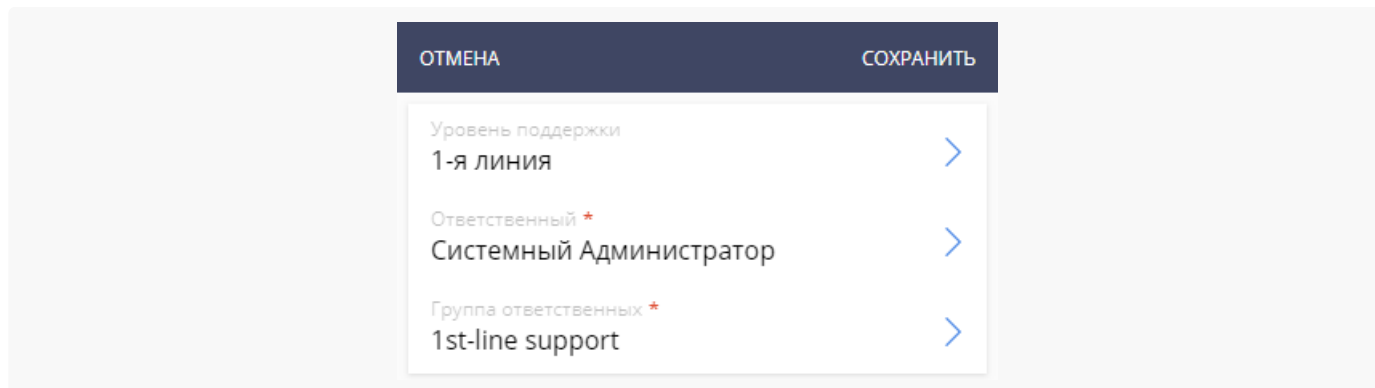 ОТМЕНА СОХРАНИТЬ
Уровень поддержки
1-я линия
Ответственный *
Системный Администратор
Группа ответственных *
1st-line support